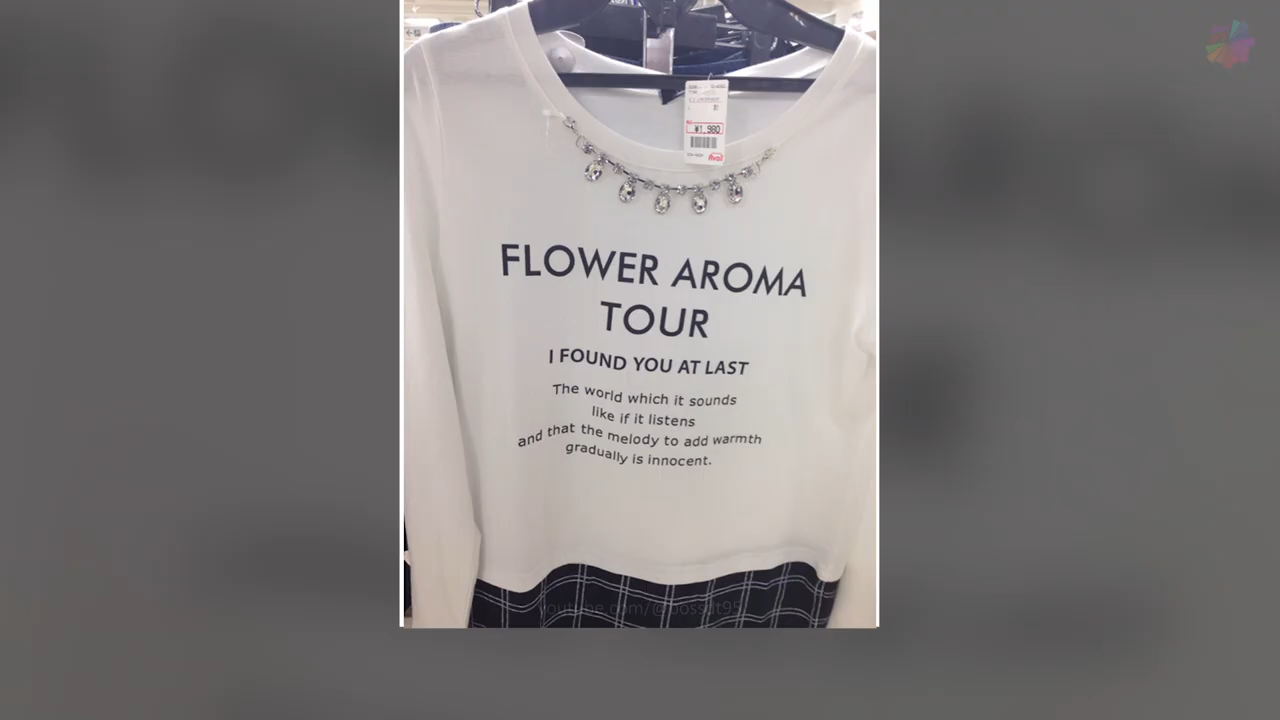 ¥1,980
Avail
FLOWER AROMA
TOUR
I FOUND YOU AT LAST
The world which it sounds
like if it listens
and that the melody to add warmth
gradually is innocent.